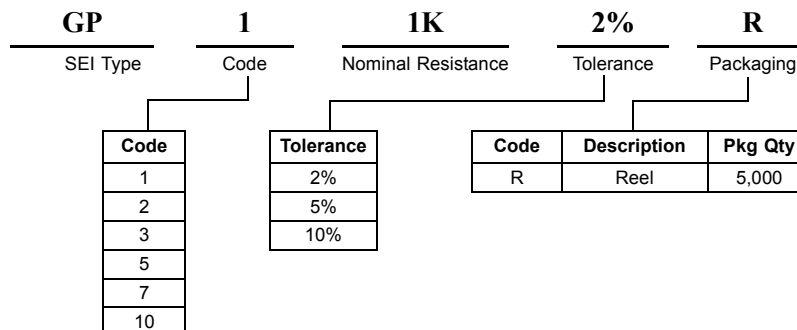 GP 1 1K 2% R
SEI Type Code Nominal Resistance Tolerance Packaging
Code Tolerance Code Description Pkg Qty
1 2% R Reel 5,000
2 5%
3 10%
5
7
10